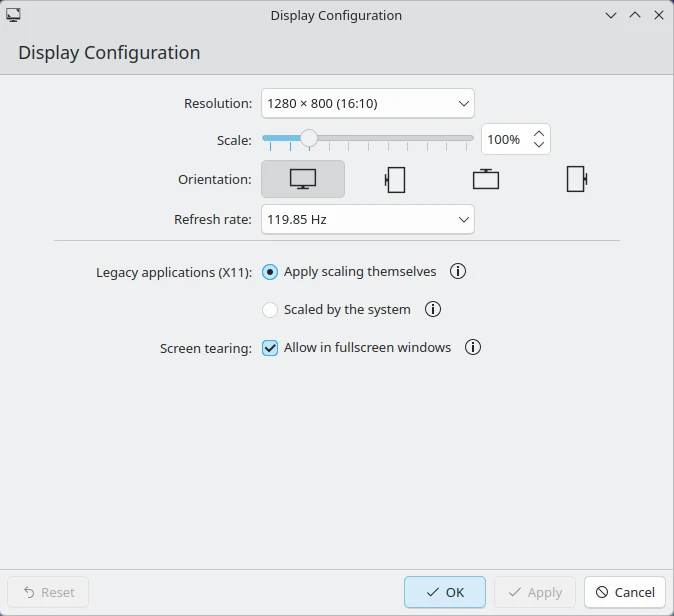 Display Configuration
Display Configuration
Resolution: 1280 × 800 (16:10)
Scale: 100%
Orientation:
Refresh rate: 119.85 Hz
Legacy applications (X11): Apply scaling themselves
Scaled by the system
Screen tearing: Allow in fullscreen windows
Reset OK Apply Cancel